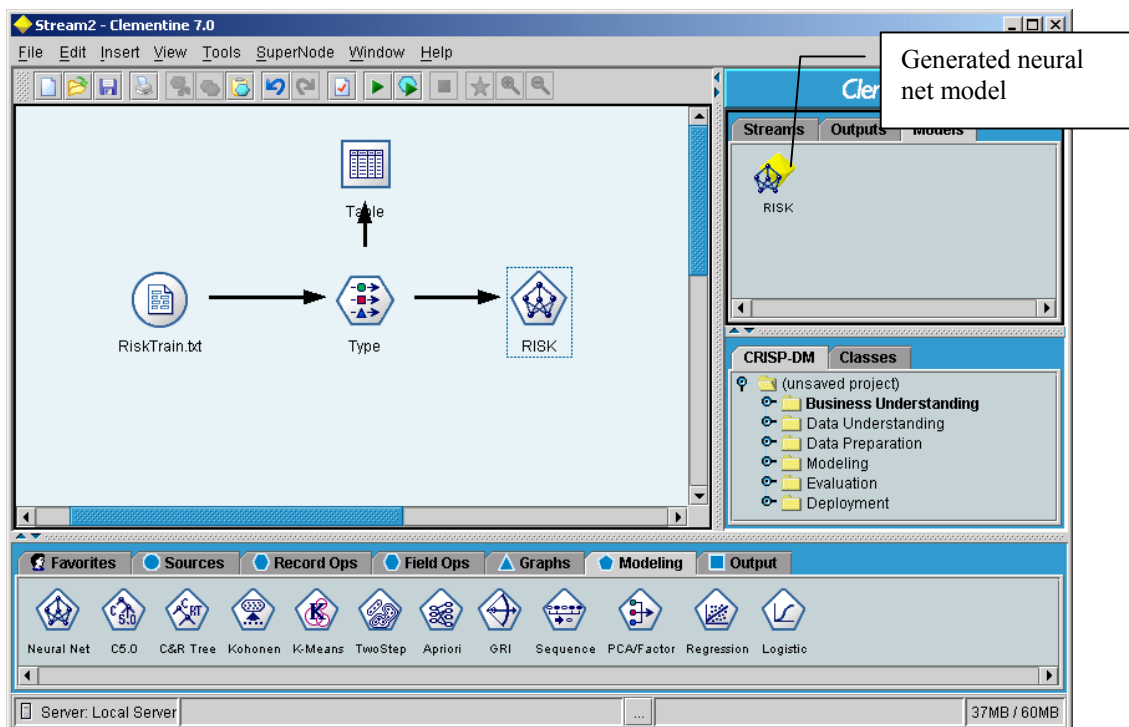 Stream2 - Clementine 7.0
File Edit Insert View Tools SuperNode Window Help
Generated neural
net model
Cler
Streams Outputs Models
Table
RiskTrain.txt
Type
RISK
RISK
CRISP-DM Classes
(unsaved project)
Business Understanding
Data Understanding
Data Preparation
Modeling
Evaluation
Deployment
Favorites Sources Record Ops Field Ops Graphs Modeling Output
Neural Net C5.0 C&R Tree Kohonen K-Means TwoStep Apriori GRI Sequence PCA/Factor Regression Logistic
Server: Local Server ... 37MB / 60MB